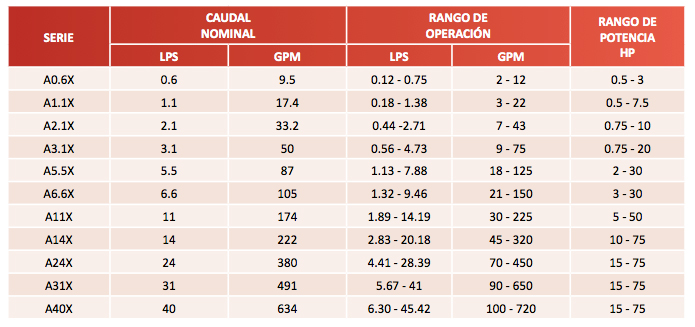 SERIE CAUDAL NOMINAL RANGO DE OPERACIÓN RANGO DE POTENCIA HP
LPS GPM LPS GPM
A0.6X 0.6 9.5 0.12 - 0.75 2 - 12 0.5 - 3
A1.1X 1.1 17.4 0.18 - 1.38 3 - 22 0.5 - 7.5
A2.1X 2.1 33.2 0.44 -2.71 7 - 43 0.75 - 10
A3.1X 3.1 50 0.56 - 4.73 9 - 75 0.75 - 20
A5.5X 5.5 87 1.13 - 7.88 18 - 125 2 - 30
A6.6X 6.6 105 1.32 - 9.46 21 - 150 3 - 30
A11X 11 174 1.89 - 14.19 30 - 225 5 - 50
A14X 14 222 2.83 - 20.18 45 - 320 10 - 75
A24X 24 380 4.41 - 28.39 70 - 450 15 - 75
A31X 31 491 5.67 - 41 90 - 650 15 - 75
A40X 40 634 6.30 - 45.42 100 - 720 15 - 75